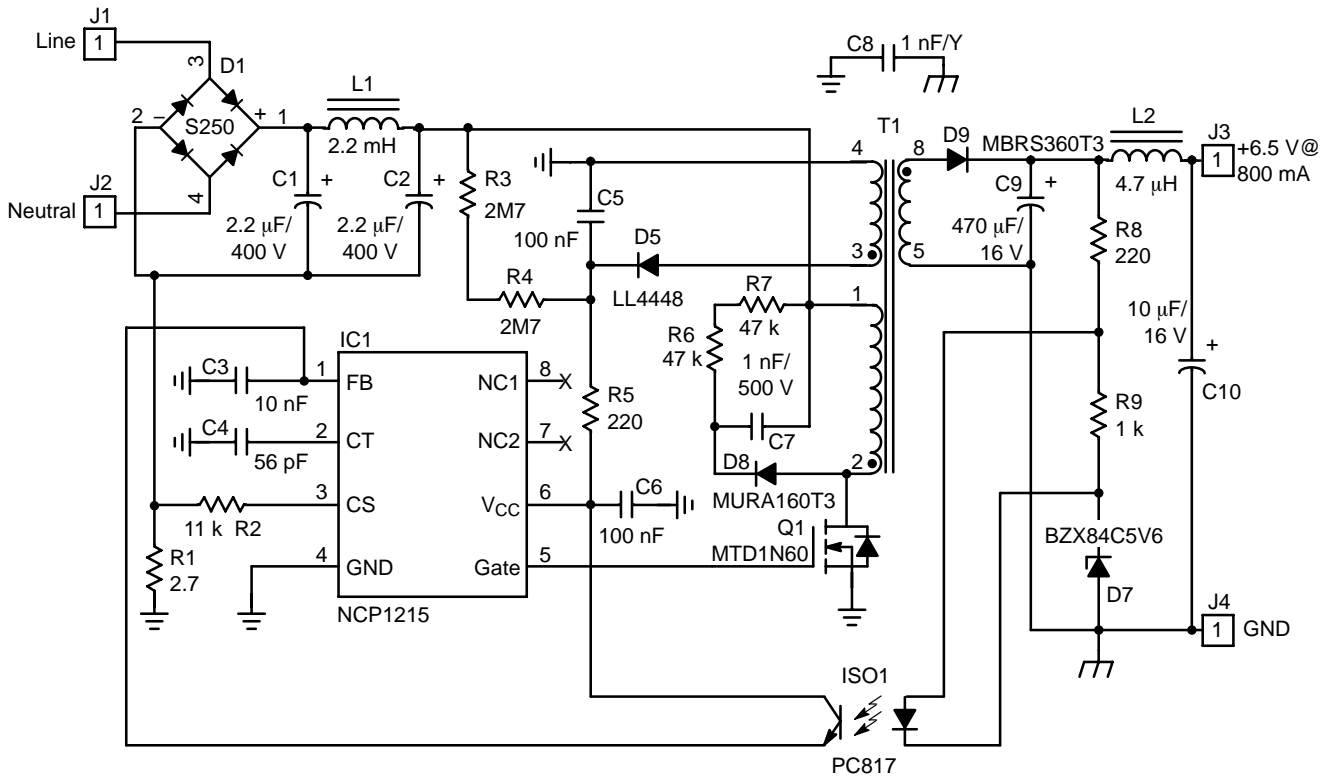 J1
Line
1
3
D1
2
–
S250
+
1
4
J2
Neutral
1
L1
2.2 mH
C1
+
2.2 µF/
400 V
C2
+
2.2 µF/
400 V
R3
2M7
R4
2M7
C5
100 nF
D5
LL4448
C8
1 nF/Y
T1
4
3
1
2
8
5
D9
MBRS360T3
C9
+
470 µF/
16 V
L2
4.7 µH
J3
1
+6.5 V@
800 mA
R8
220
10 µF/
16 V
+
C10
R9
1 k
R7
47 k
R6
47 k
1 nF/
500 V
C7
D8
MURA160T3
Q1
MTD1N60
R5
220
C6
100 nF
IC1
C3
10 nF
1
FB
NC1
8
X
C4
56 pF
2
CT
NC2
7
X
11 k R2
3
CS
VCC
6
R1
2.7
4
GND
Gate
5
NCP1215
BZX84C5V6
D7
J4
1
GND
ISO1
PC817